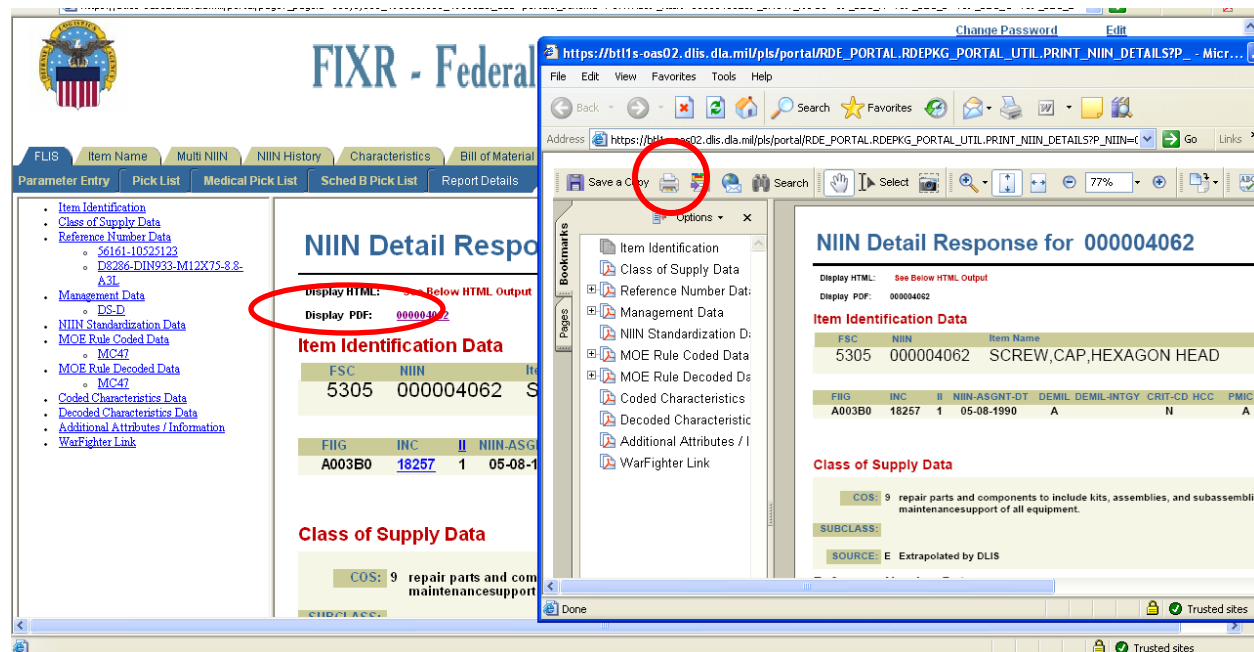 Change Password Edit
FIXR - Federal
FLIS Item Name Multi NIIN NIIN History Characteristics Bill of Material
Parameter Entry Pick List Medical Pick List Sched B Pick List Report Details
Item Identification
Class of Supply Data
Reference Number Data
56161-10525123
D8286-DIN933-M12X75-8.8-
A3L
Management Data
DS-D
NIIN Standardization Data
MOE Rule Coded Data
MC47
MOE Rule Decoded Data
MC47
Coded Characteristics Data
Decoded Characteristics Data
Additional Attributes / Information
WarFighter Link
NIIN Detail Respo
Display HTML: See Below HTML Output
Display PDF: 000004062
Item Identification Data
FSC NIIN Ite
5305 000004062 S
FIIG INC II NIIN-ASGN
A003B0 18257 1 05-08-1
Class of Supply Data
COS: 9 repair parts and com
maintenancesupport
SUBCLASS:
https://btl1s-oas02.dlis.dla.mil/pls/portal/RDE_PORTAL.RDEPKG_PORTAL_UTIL.PRINT_NIIN_DETAILS?P_ - Micr...
File Edit View Favorites Tools Help
Back Search Favorites
Address https://btl1s-oas02.dlis.dla.mil/pls/portal/RDE_PORTAL.RDEPKG_PORTAL_UTIL.PRINT_NIIN_DETAILS?P_NIIN=( Go Links
Save a Copy Search Select 77%
Bookmarks
Pages
Options x
Item Identification
Class of Supply Data
Reference Number Dat
Management Data
NIIN Standardization D
MOE Rule Coded Data
MOE Rule Decoded Da
Coded Characteristics
Decoded Characteristic
Additional Attributes / I
WarFighter Link
NIIN Detail Response for 000004062
Display HTML: See Below HTML Output
Display PDF: 000004062
Item Identification Data
FSC NIIN Item Name
5305 000004062 SCREW,CAP,HEXAGON HEAD
FIIG INC II NIIN-ASGNT-DT DEMIL DEMIL-INTGY CRIT-CD HCC PMIC
A003B0 18257 1 05-08-1990 A N A
Class of Supply Data
COS: 9 repair parts and components to include kits, assemblies, and subassembli
maintenancesupport of all equipment.
SUBCLASS:
SOURCE: E Extrapolated by DLIS
Done Trusted sites
Trusted sites